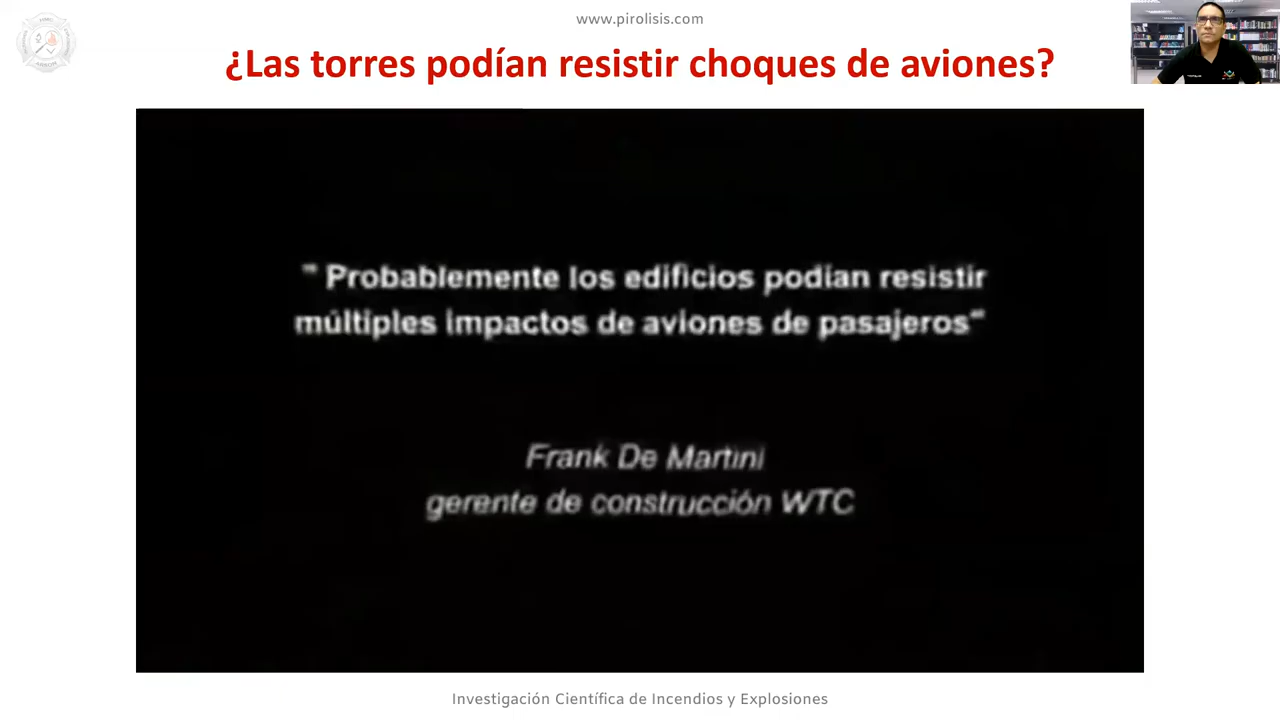 www.pirolisis.com
¿Las torres podían resistir choques de aviones?
" Probablemente los edificios podían resistir
múltiples impactos de aviones de pasajeros"
Frank De Martini
gerente de construcción WTC
Investigación Científica de Incendios y Explosiones